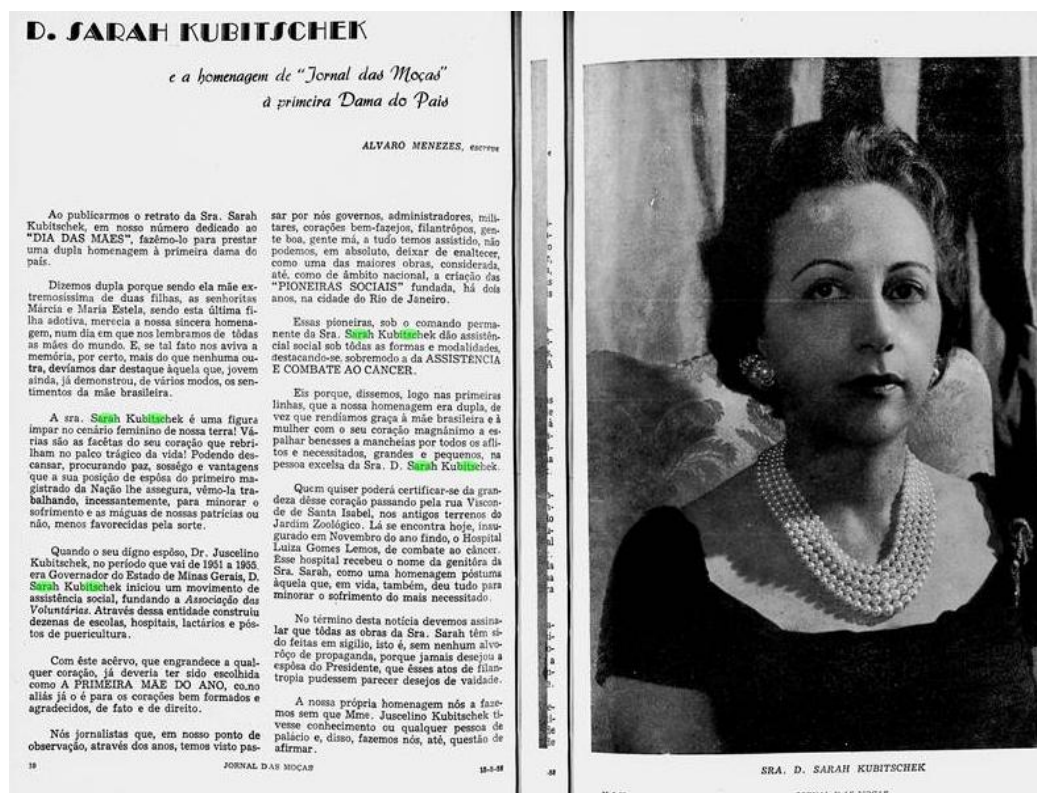 D. SARAH KUBITSCHEK
e a homenagem de "Jornal das Moças"
à primeira Dama do Pais
ALVARO MENEZES, escreve
Ao publicarmos o retrato da Sra. Sarah
Kubitschek, em nosso número dedicado ao
"DIA DAS MÃES", fazêmo-lo para prestar
uma dupla homenagem à primeira dama do
país.
Dizemos dupla porque sendo ela mãe ex-
tremosíssima de duas filhas, as senhoritas
Márcia e Maria Estela, sendo esta última fi-
lha adotiva, merecia a nossa sincera homena-
gem, num dia em que nos lembramos de tôdas
as mães do mundo. E, se tal fato nos aviva a
memória, por certo, mais do que nenhuma ou-
tra, devíamos dar destaque àquela que, jovem
ainda, já demonstrou, de vários modos, os sen-
timentos da mãe brasileira.
A sra. Sarah Kubitschek é uma figura
impar no cenário feminino de nossa terra! Vá-
rias são as facêtas do seu coração que rebri-
lham no palco trágico da vida! Podendo des-
cansar, procurando paz, sossêgo e vantagens
que a sua posição de espôsa do primeiro ma-
gistrado da Nação lhe assegura, vêmo-la tra-
balhando, incessantemente, para minorar o
sofrimento e as máguas de nossas patrícias ou
não, menos favorecidas pela sorte.
Quando o seu digno espôso, Dr. Juscelino
Kubitschek, no período que vai de 1951 a 1955,
era Governador do Estado de Minas Gerais, D.
Sarah Kubitschek iniciou um movimento de
assistência social, fundando a Associação das
Voluntárias. Através dessa entidade construiu
dezenas de escolas, hospitais, lactários e pós-
tos de puericultura.
Com êste acêrvo, que engrandece a qual-
quer coração, já deveria ter sido escolhida
como A PRIMEIRA MÃE DO ANO, como
aliás já o é para os corações bem formados e
agradecidos, de fato e de direito.
Nós jornalistas que, em nosso ponto de
observação, através dos anos, temos visto pas-
sar por nós governos, administradores, mili-
tares, corações bem-fazejos, filantrópos, gen-
te boa, gente má, a tudo temos assistido, não
podemos, em absoluto, deixar de enaltecer,
como uma das maiores obras, considerada,
até, como de âmbito nacional, a criação das
"PIONEIRAS SOCIAIS" fundada, há dois
anos, na cidade do Rio de Janeiro.
Essas pioneiras, sob o comando perma-
nente da Sra. Sarah Kubitschek dão assistên-
cial social sob tôdas as formas e modalidades,
destacando-se, sobremodo a da ASSISTÊNCIA
E COMBATE AO CANCER.
Eis porque, dissemos, logo nas primeiras
linhas, que a nossa homenagem era dupla, de
vez que rendíamos graça à mãe brasileira e à
mulher com o seu coração magnânimo a es-
palhar benesses a mancheias por todos os afli-
tos e necessitados, grandes e pequenos, na
pessoa excelsa da Sra. D. Sarah Kubitschek.
Quem quiser poderá certificar-se da gran-
deza dêsse coração passando pela rua Viscon-
de de Santa Isabel, nos antigos terrenos do
Jardim Zoológico. Lá se encontra hoje, inau-
gurado em Novembro do ano findo, o Hospital
Luiza Gomes Lemos, de combate ao câncer.
Êsse hospital recebeu o nome da genitôra da
Sra. Sarah, como uma homenagem póstuma
àquela que, em vida, também, deu tudo para
minorar o sofrimento do mais necessitado.
No término desta notícia devemos assina-
lar que tôdas as obras da Sra. Sarah têm si-
do feitas em sigilio, isto é, sem nenhum alvo-
rôço de propaganda, porque jamais desejou a
espôsa do Presidente, que êsses atos de filan-
tropia pudessem parecer desejos de vaidade.
A nossa própria homenagem nós a faze-
mos sem que Mme. Juscelino Kubitschek ti-
vesse conhecimento ou qualquer pessoa de
palácio e, disso, fazemos nós, até, questão de
afirmar.
JORNAL DAS MOÇAS
SRA. D. SARAH KUBITSCHEK